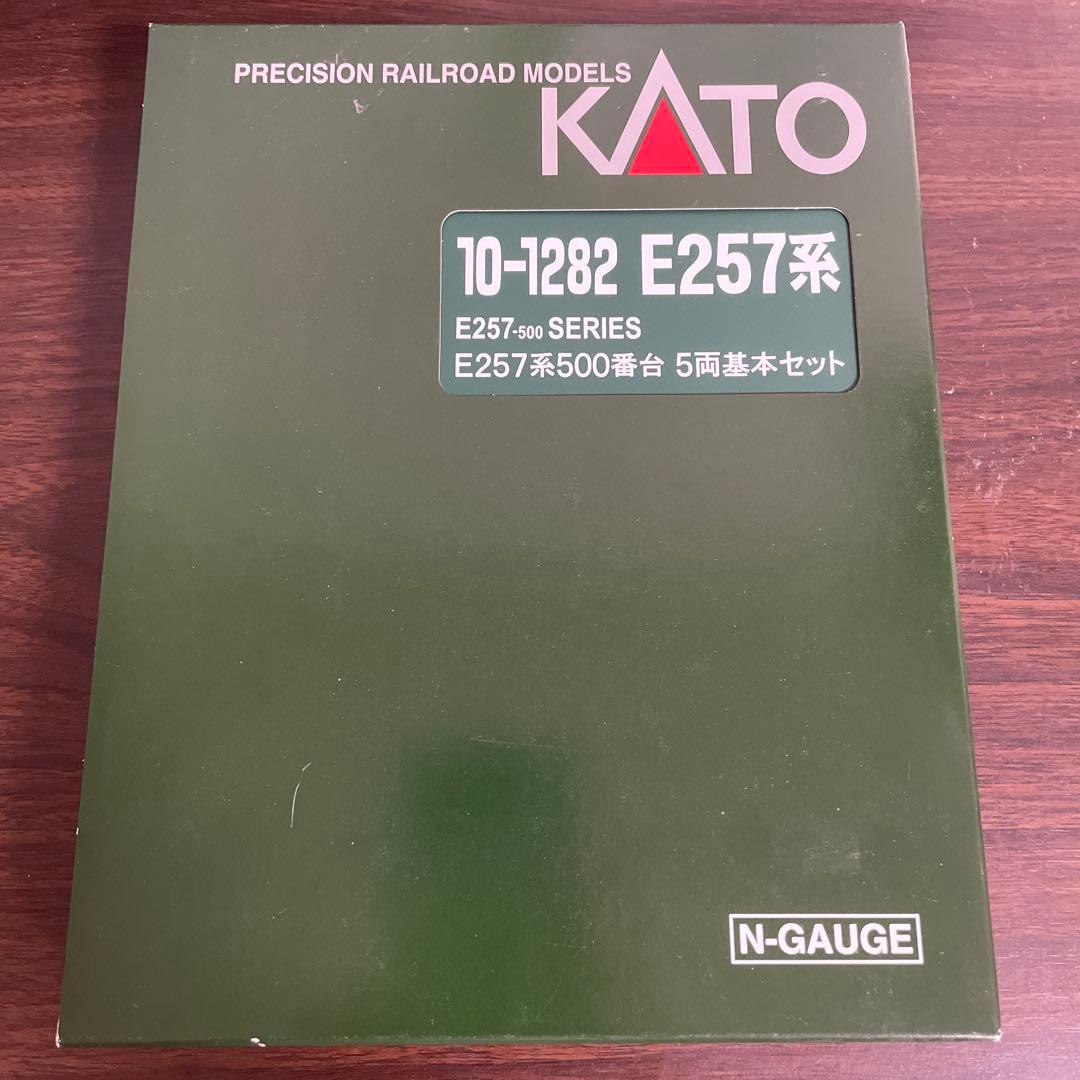 PRECISION RAILROAD MODELS
KATO
10-1282 E257系
E257-500 SERIES
E257系500番台 5両基本セット
N-GAUGE